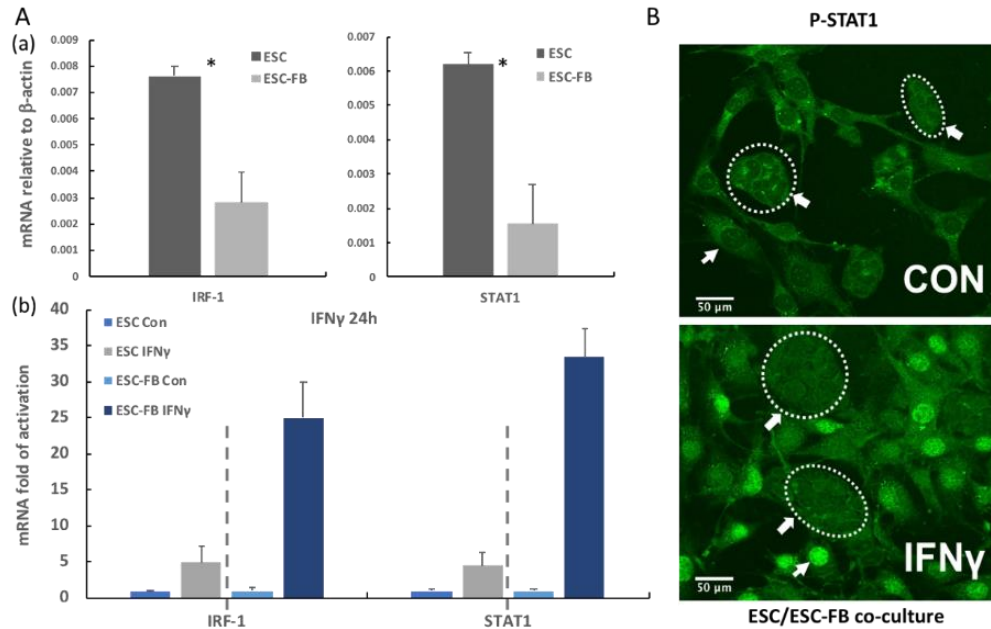 A
(a)
mRNA relative to β-actin
0.009
0.008
0.007
0.006
0.005
0.004
0.003
0.002
0.001
0
*
ESC
ESC-FB
IRF-1
0.007
0.006
0.005
0.004
0.003
0.002
0.001
0
*
ESC
ESC-FB
STAT1
(b)
mRNA fold of activation
40
35
30
25
20
15
10
5
0
ESC Con
ESC IFNγ
ESC-FB Con
ESC-FB IFNγ
IFNγ 24h
IRF-1
STAT1
B
P-STAT1
CON
50 µm
IFNγ
50 µm
ESC/ESC-FB co-culture